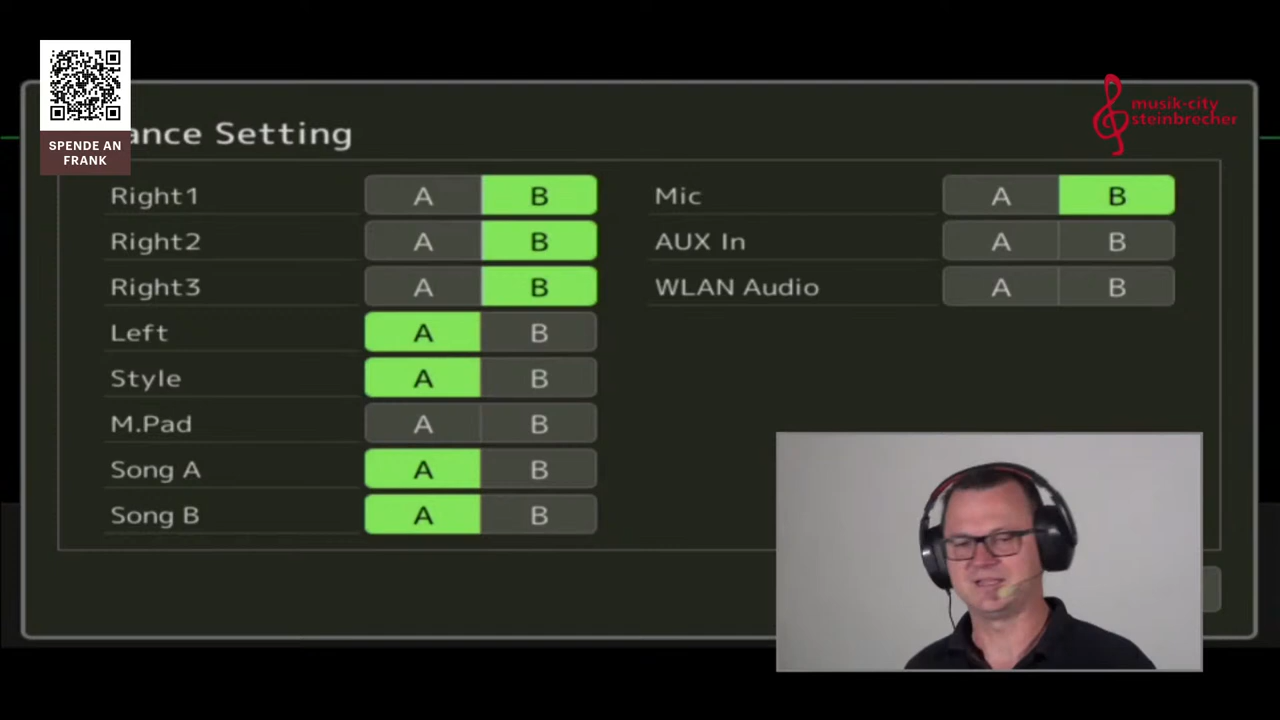 SPENDE AN
FRANK
musik-city
steinbrecher
ance Setting
Right1 A B
Right2 A B
Right3 A B
Left A B
Style A B
M.Pad A B
Song A A B
Song B A B
Mic A B
AUX In A B
WLAN Audio A B